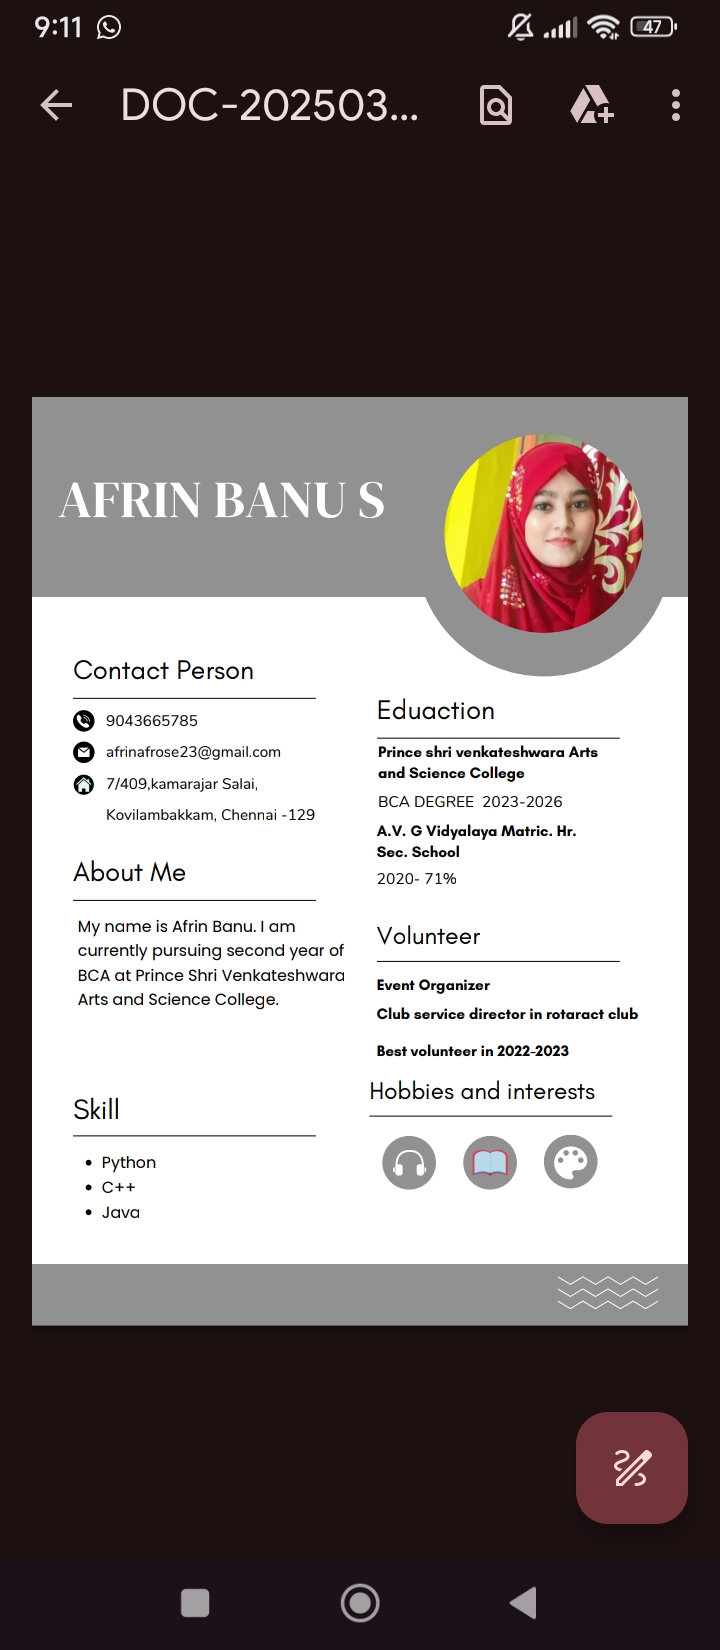 9:11
47
DOC-202503...
AFRIN BANU S
Contact Person
9043665785
afrinafrose23@gmail.com
7/409,kamarajar Salai,
Kovilambakkam, Chennai -129
About Me
My name is Afrin Banu. I am
currently pursuing second year of
BCA at Prince Shri Venkateshwara
Arts and Science College.
Skill
• Python
• C++
• Java
Eduaction
Prince shri venkateshwara Arts
and Science College
BCA DEGREE 2023-2026
A.V. G Vidyalaya Matric. Hr.
Sec. School
2020- 71%
Volunteer
Event Organizer
Club service director in rotaract club
Best volunteer in 2022-2023
Hobbies and interests